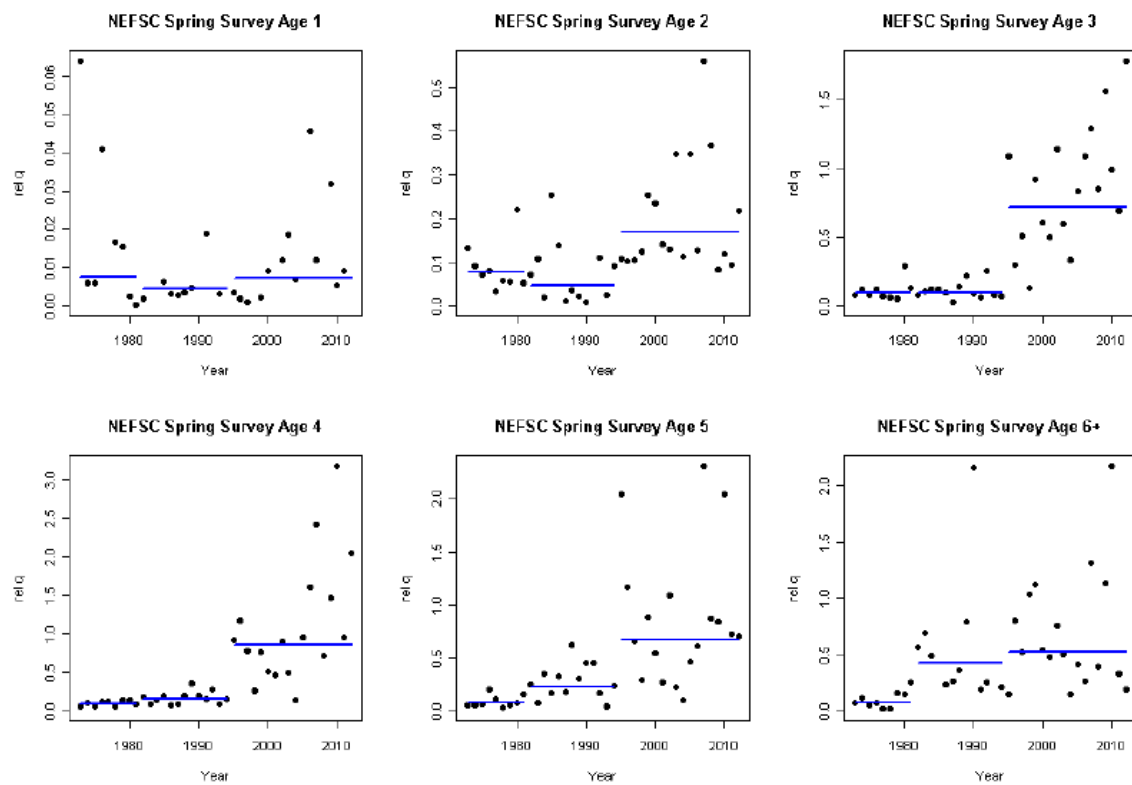 NEFSC Spring Survey Age 1
NEFSC Spring Survey Age 2
NEFSC Spring Survey Age 3
rel q
0.00
0.01
0.02
0.03
0.04
0.05
0.06
1980 1990 2000 2010
Year
rel q
0.0
0.1
0.2
0.3
0.4
0.5
1980 1990 2000 2010
Year
rel q
0.0
0.5
1.0
1.5
1980 1990 2000 2010
Year
NEFSC Spring Survey Age 4
NEFSC Spring Survey Age 5
NEFSC Spring Survey Age 6+
rel q
0.0
0.5
1.0
1.5
2.0
2.5
3.0
1980 1990 2000 2010
Year
rel q
0.0
0.5
1.0
1.5
2.0
1980 1990 2000 2010
Year
rel q
0.0
0.5
1.0
1.5
2.0
1980 1990 2000 2010
Year